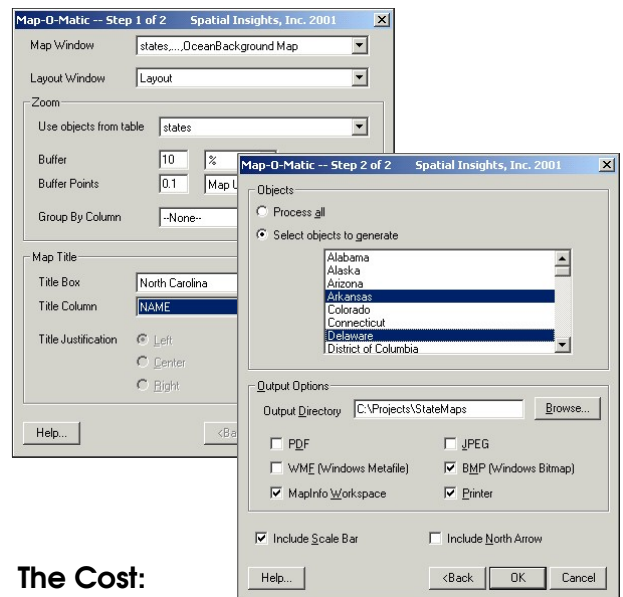 Map-O-Matic -- Step 1 of 2 Spatial Insights, Inc. 2001
Map Window states,...,OceanBackground Map
Layout Window Layout
Zoom
Use objects from table states
Buffer 10 %
Buffer Points 0.1 Map U
Group By Column --None--
Map Title
Title Box North Carolina
Title Column NAME
Title Justification Left
Center
Right
Help... <Ba
Map-O-Matic -- Step 2 of 2 Spatial Insights, Inc. 2001
Objects
Process all
Select objects to generate
Alabama
Alaska
Arizona
Arkansas
Colorado
Connecticut
Delaware
District of Columbia
Output Options
Output Directory C:\Projects\StateMaps Browse...
PDF JPEG
WMF (Windows Metafile) BMP (Windows Bitmap)
MapInfo Workspace Printer
Include Scale Bar Include North Arrow
Help... <Back OK Cancel
The Cost: